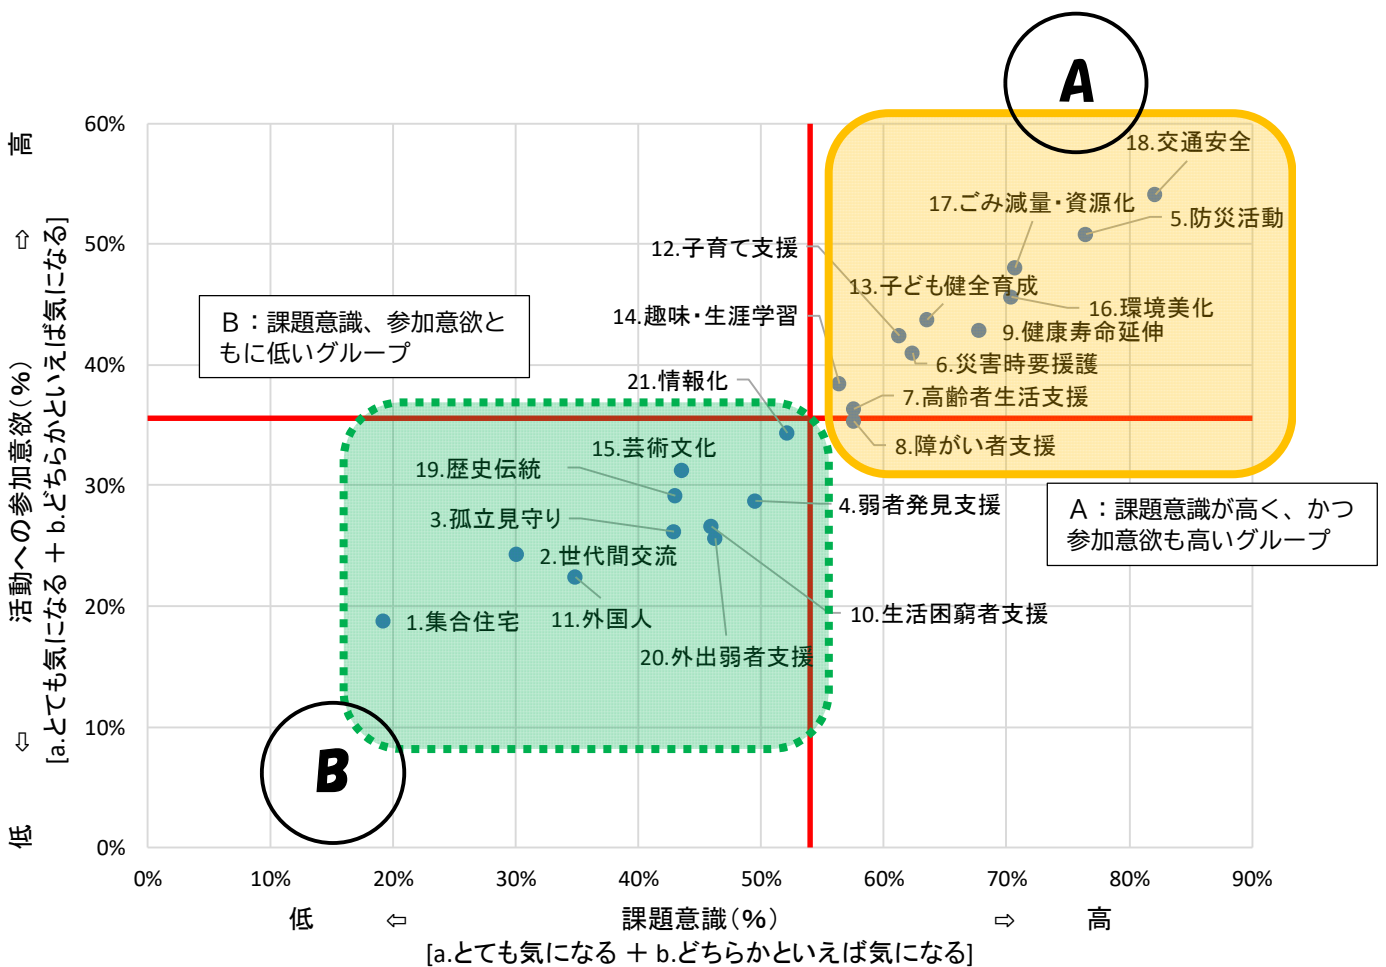 A
60%
50%
40%
30%
20%
10%
0%
高
⇧
活動への参加意欲(%)
[a.とても気になる ＋ b.どちらかといえば気になる]
⇩
低
18.交通安全
17.ごみ減量・資源化
5.防災活動
12.子育て支援
13.子ども健全育成
16.環境美化
14.趣味・生涯学習
9.健康寿命延伸
6.災害時要援護
7.高齢者生活支援
8.障がい者支援
B：課題意識、参加意欲と
もに低いグループ
21.情報化
15.芸術文化
19.歴史伝統
4.弱者発見支援
3.孤立見守り
2.世代間交流
11.外国人
1.集合住宅
10.生活困窮者支援
20.外出弱者支援
A：課題意識が高く、かつ
参加意欲も高いグループ
B
0% 10% 20% 30% 40% 50% 60% 70% 80% 90%
低 ⇦ 課題意識(%) ⇨ 高
[a.とても気になる ＋ b.どちらかといえば気になる]